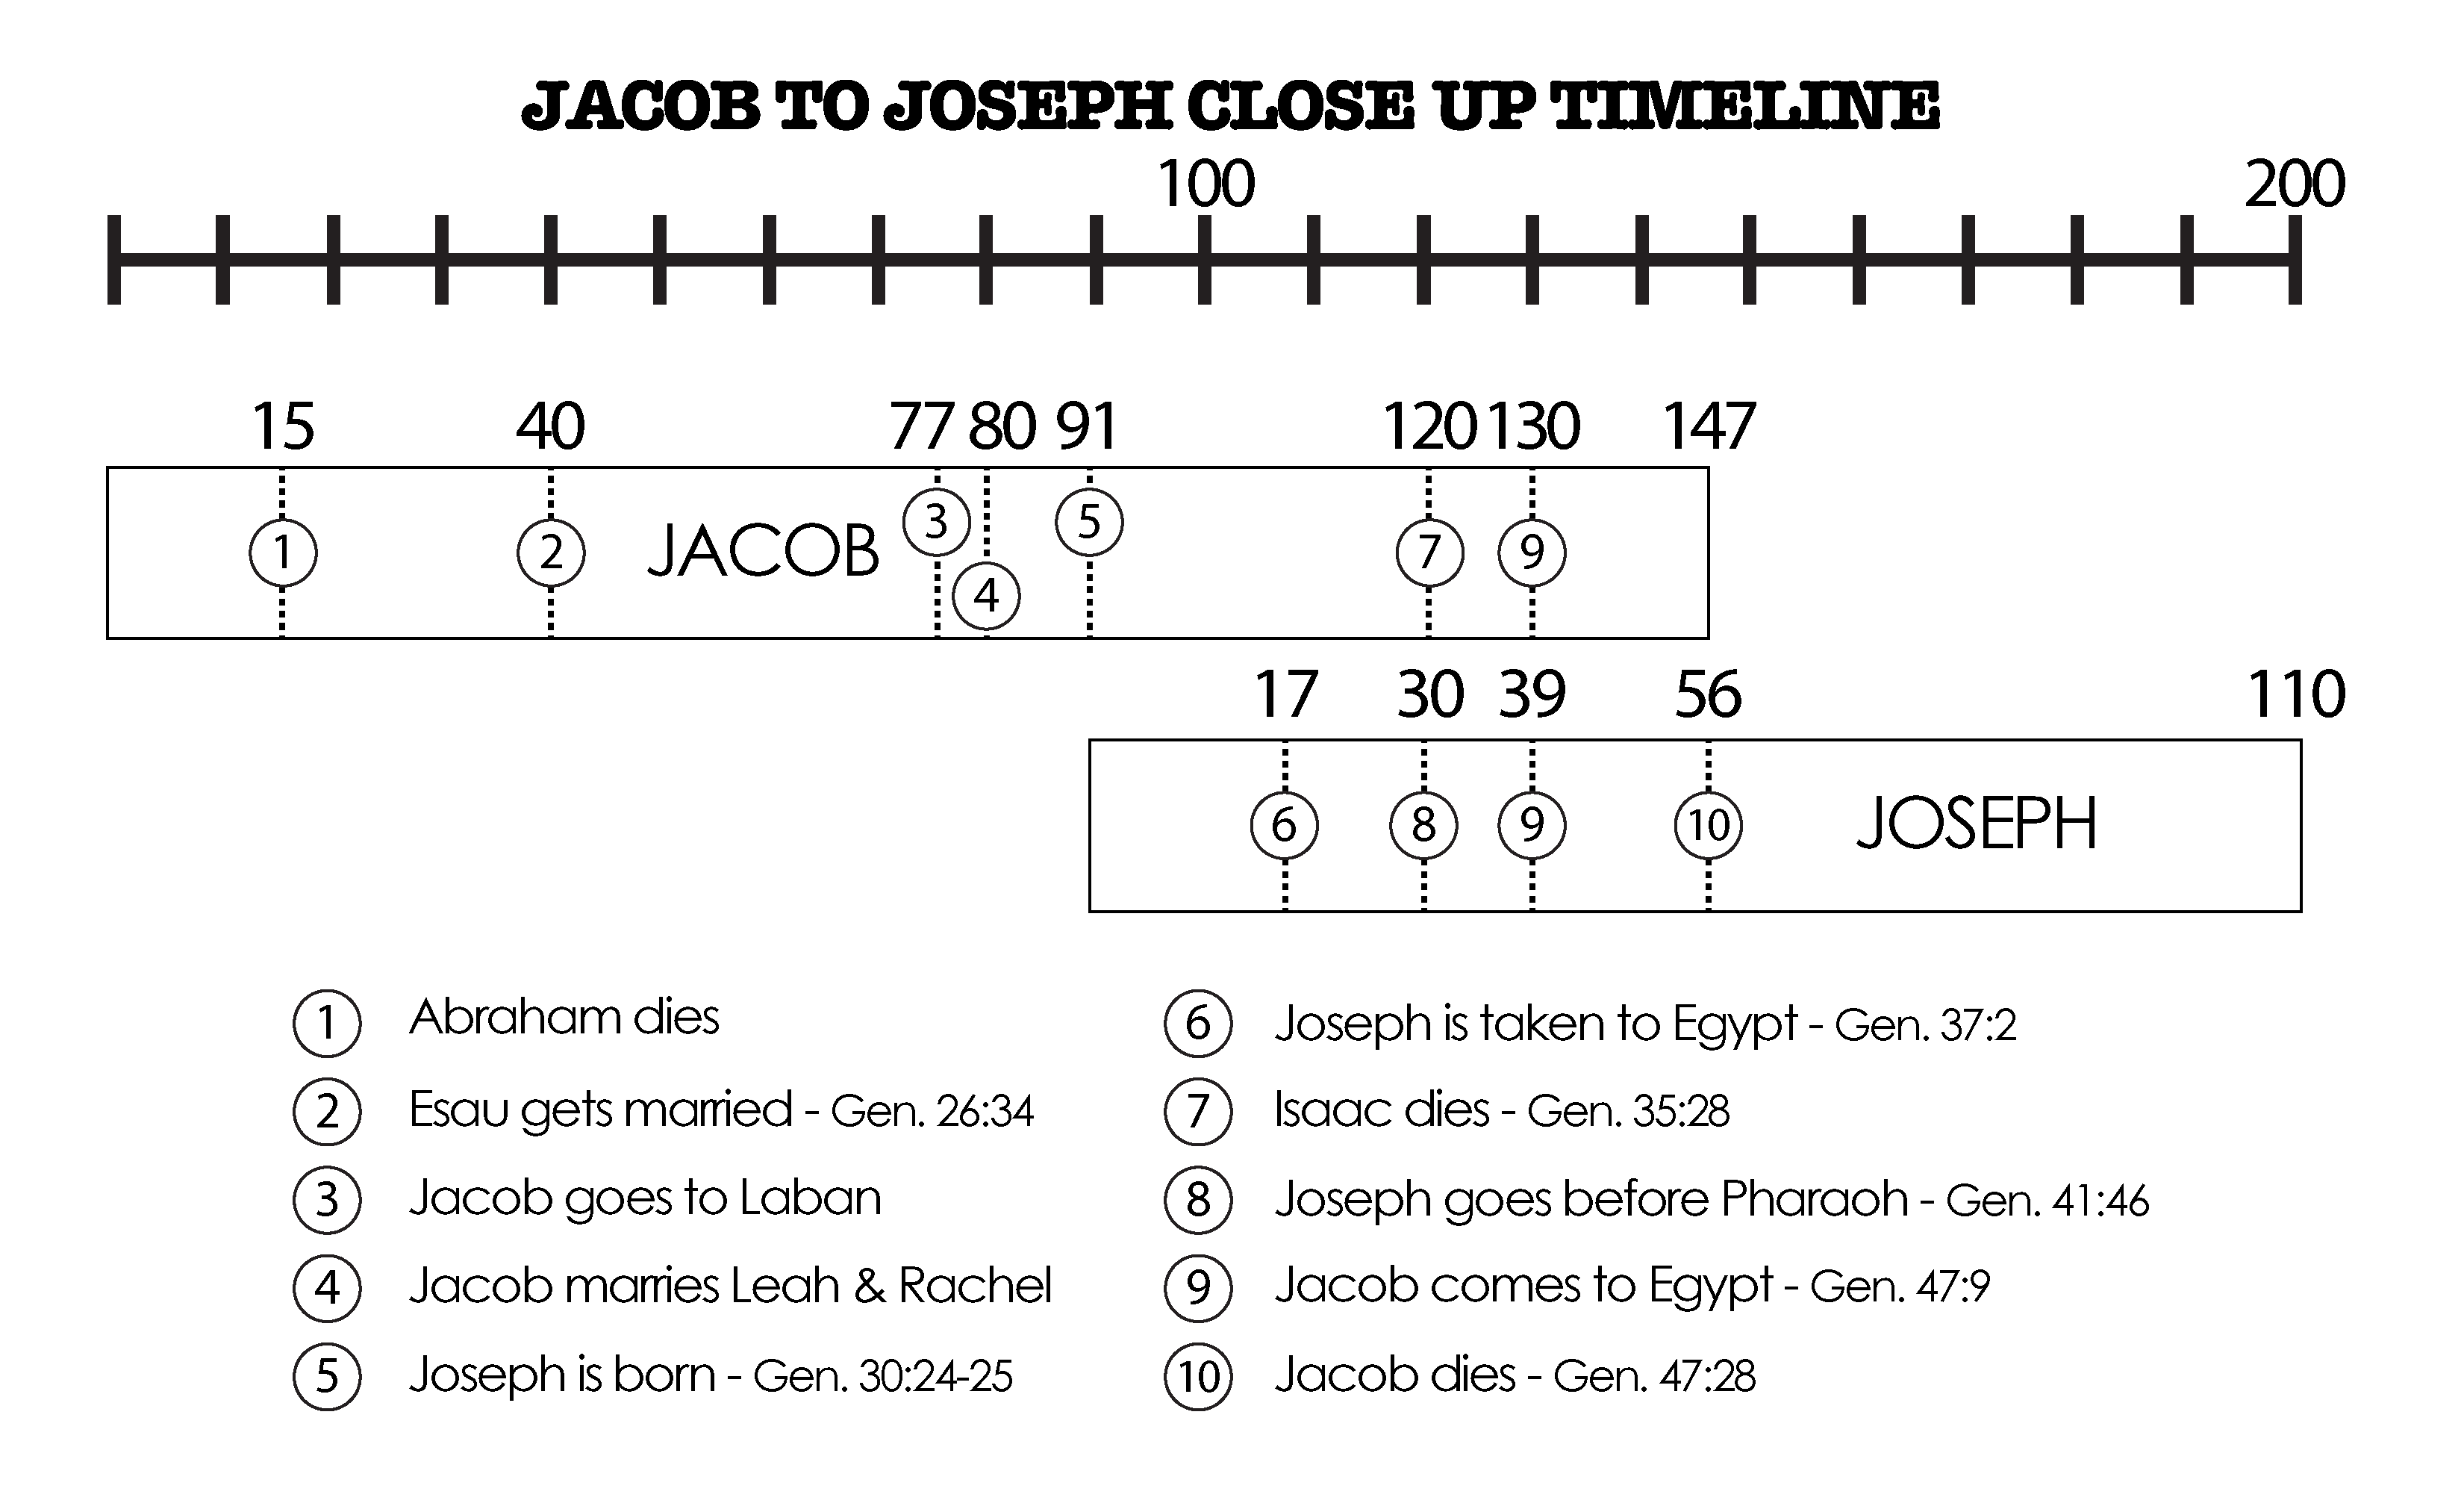 JACOB TO JOSEPH CLOSE UP TIMELINE
100 200
15 40 77 80 91 120 130 147
1 2 JACOB 3 4 5 7 9
17 30 39 56 110
6 8 9 10 JOSEPH
1 Abraham dies
2 Esau gets married - Gen. 26:34
3 Jacob goes to Laban
4 Jacob marries Leah & Rachel
5 Joseph is born - Gen. 30:24-25
6 Joseph is taken to Egypt - Gen. 37:2
7 Isaac dies - Gen. 35:28
8 Joseph goes before Pharaoh - Gen. 41:46
9 Jacob comes to Egypt - Gen. 47:9
10 Jacob dies - Gen. 47:28